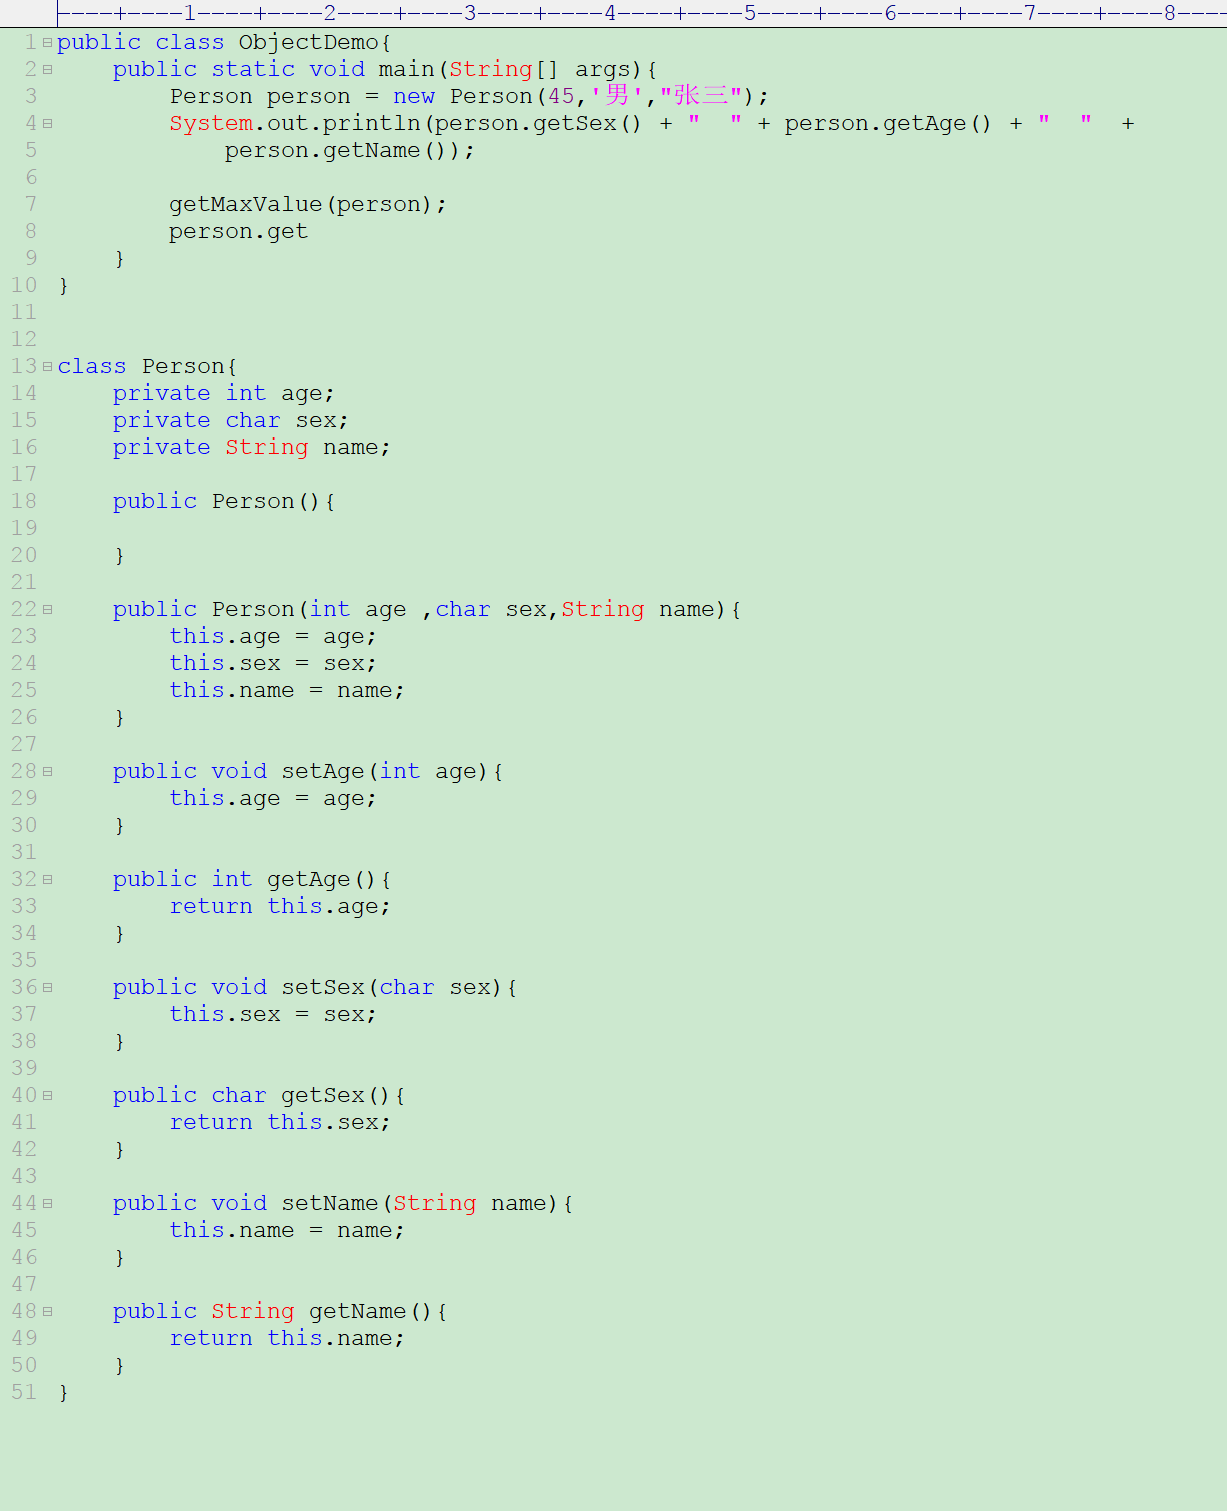 ----+----1----+----2----+----3----+----4----+----5----+----6----+----7----+----8----
1 public class ObjectDemo{
2     public static void main(String[] args){
3         Person person = new Person(45,'男',"张三");
4         System.out.println(person.getSex() + "  " + person.getAge() + "  "  +
5             person.getName());
6
7         getMaxValue(person);
8         person.get
9     }
10 }
11
12
13 class Person{
14     private int age;
15     private char sex;
16     private String name;
17
18     public Person(){
19
20     }
21
22     public Person(int age ,char sex,String name){
23         this.age = age;
24         this.sex = sex;
25         this.name = name;
26     }
27
28     public void setAge(int age){
29         this.age = age;
30     }
31
32     public int getAge(){
33         return this.age;
34     }
35
36     public void setSex(char sex){
37         this.sex = sex;
38     }
39
40     public char getSex(){
41         return this.sex;
42     }
43
44     public void setName(String name){
45         this.name = name;
46     }
47
48     public String getName(){
49         return this.name;
50     }
51 }